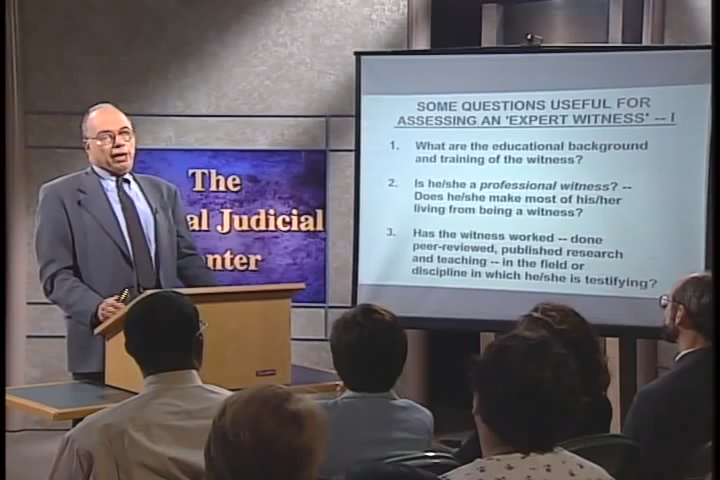 The
al Judicial
nter
SOME QUESTIONS USEFUL FOR
ASSESSING AN 'EXPERT WITNESS' -- I
1. What are the educational background
and training of the witness?
2. Is he/she a professional witness? --
Does he/she make most of his/her
living from being a witness?
3. Has the witness worked -- done
peer-reviewed, published research
and teaching -- in the field or
discipline in which he/she is testifying?